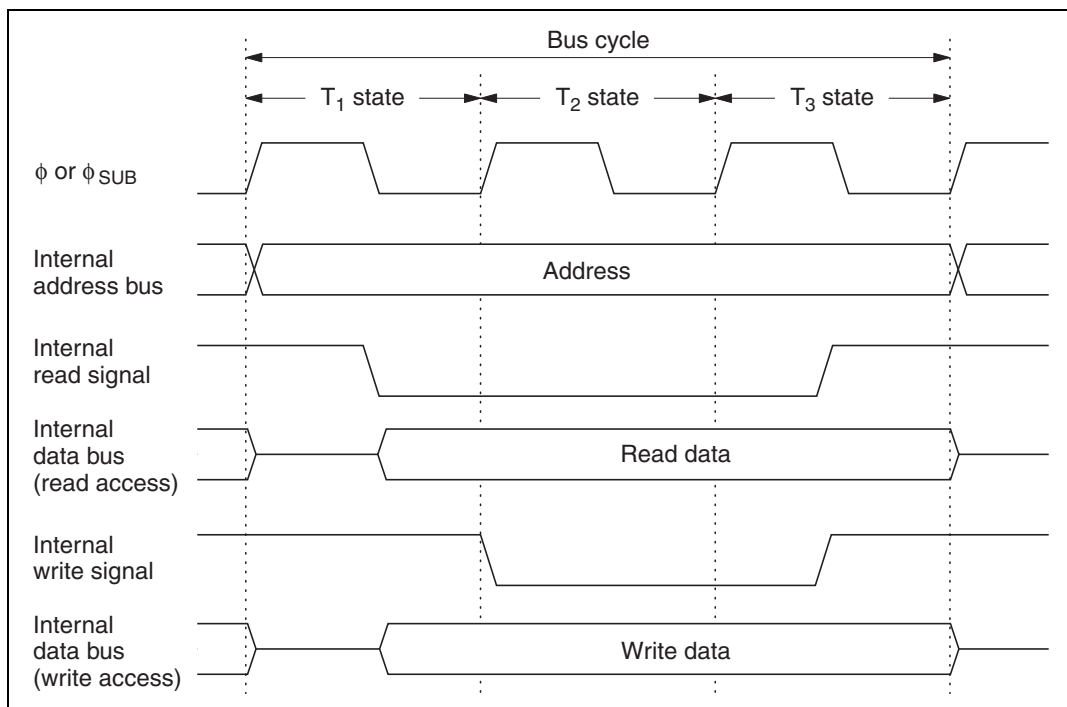 Bus cycle
T₁ state
T₂ state
T₃ state
ϕ or ϕSUB
Internal
address bus
Address
Internal
read signal
Internal
data bus
(read access)
Read data
Internal
write signal
Internal
data bus
(write access)
Write data